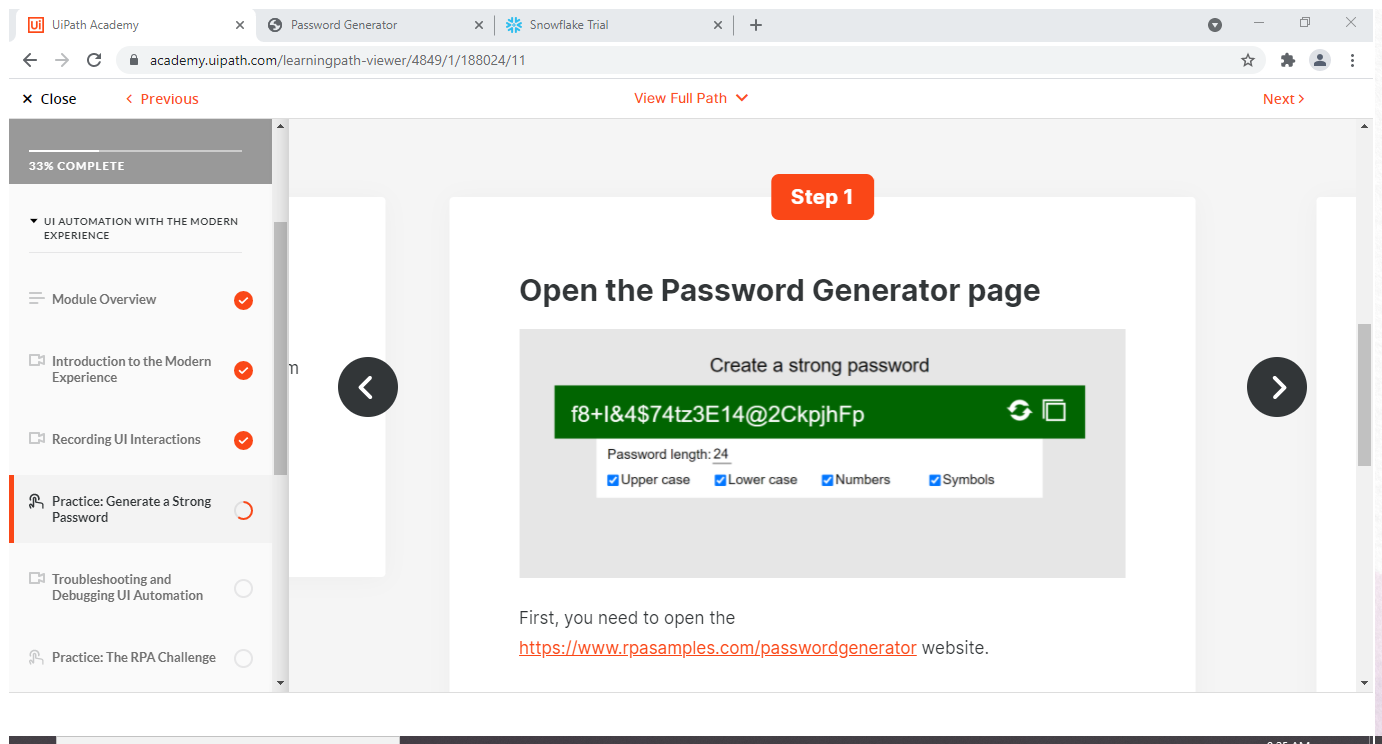 UiPath Academy
Password Generator
Snowflake Trial
academy.uipath.com/learningpath-viewer/4849/1/188024/11
Close
Previous
View Full Path
Next
33% COMPLETE
UI AUTOMATION WITH THE MODERN
EXPERIENCE
Module Overview
Introduction to the Modern
Experience
Recording UI Interactions
Practice: Generate a Strong
Password
Troubleshooting and
Debugging UI Automation
Practice: The RPA Challenge
Step 1
Open the Password Generator page
Create a strong password
f8+I&4$74tz3E14@2CkpjhFp
Password length: 24
Upper case Lower case Numbers Symbols
First, you need to open the
https://www.rpasamples.com/passwordgenerator website.